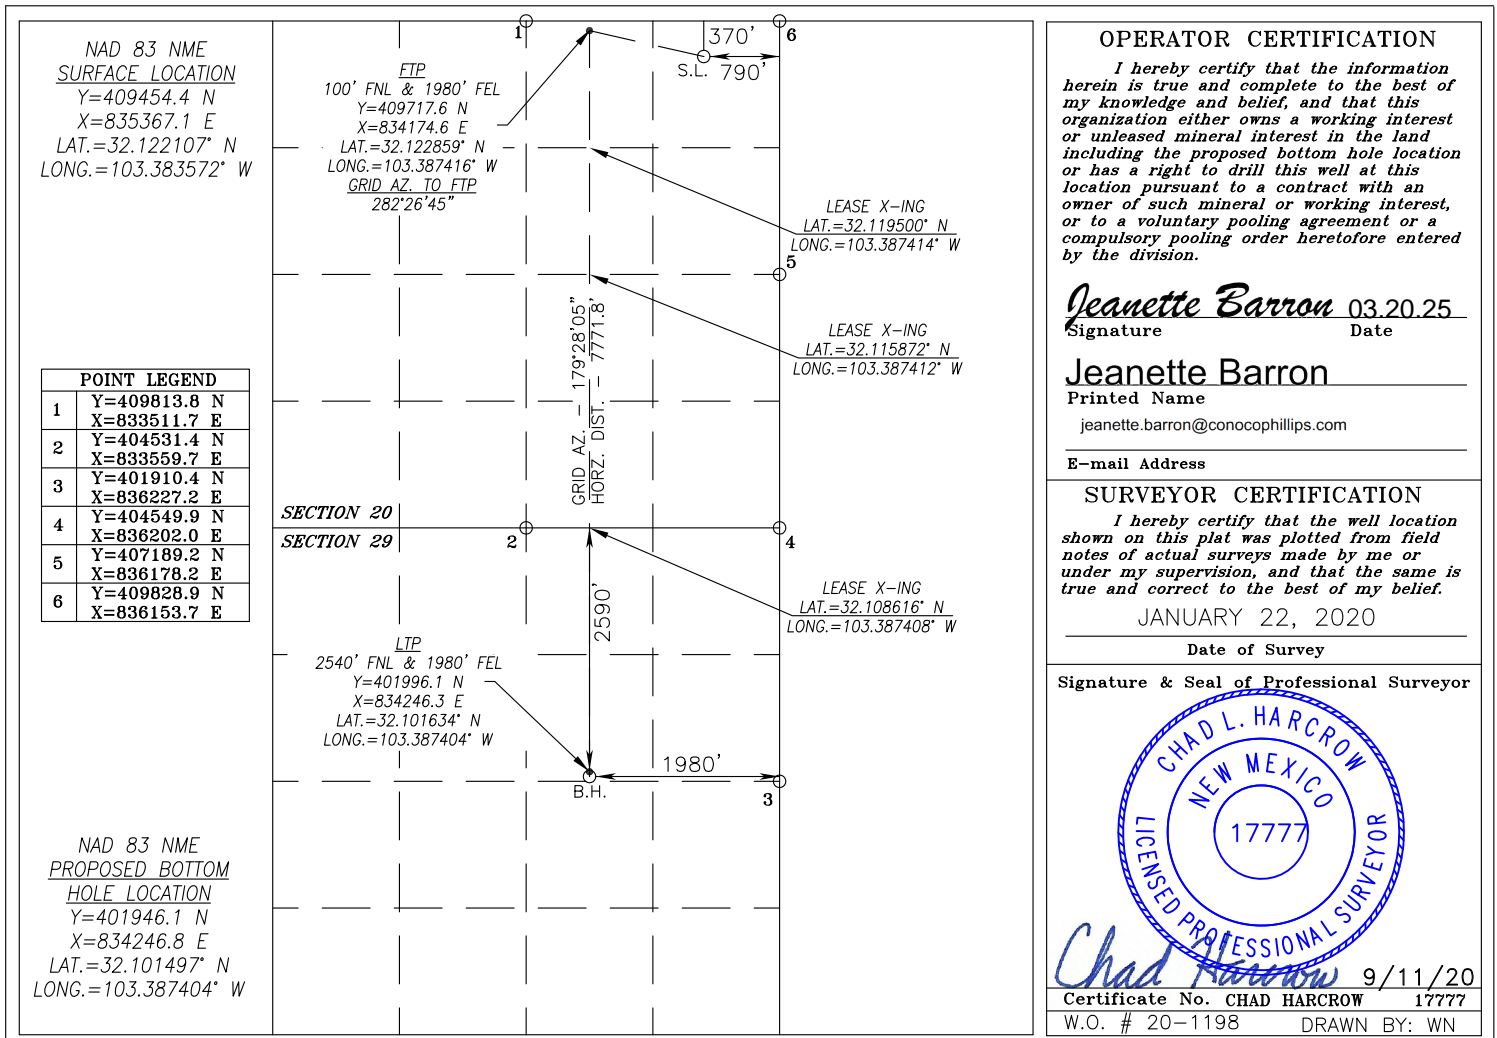 NAD 83 NME
SURFACE LOCATION
Y=409454.4 N
X=835367.1 E
LAT.=32.122107° N
LONG.=103.383572° W
POINT LEGEND
1 Y=409813.8 N
X=833511.7 E
2 Y=404531.4 N
X=833559.7 E
3 Y=401910.4 N
X=836227.2 E
4 Y=404549.9 N
X=836202.0 E
5 Y=407189.2 N
X=836178.2 E
6 Y=409828.9 N
X=836153.7 E
NAD 83 NME
PROPOSED BOTTOM
HOLE LOCATION
Y=401946.1 N
X=834246.8 E
LAT.=32.101497° N
LONG.=103.387404° W
1
6
370'
S.L. 790'
FTP
100' FNL & 1980' FEL
Y=409717.6 N
X=834174.6 E
LAT.=32.122859° N
LONG.=103.387416° W
GRID AZ. TO FTP
282°26'45"
LEASE X-ING
LAT.=32.119500° N
LONG.=103.387414° W
5
GRID AZ. - 179°28'05"
HORZ. DIST. - 7771.8'
LEASE X-ING
LAT.=32.115872° N
LONG.=103.387412° W
SECTION 20
SECTION 29
2
4
2590'
LEASE X-ING
LAT.=32.108616° N
LONG.=103.387408° W
LTP
2540' FNL & 1980' FEL
Y=401996.1 N
X=834246.3 E
LAT.=32.101634° N
LONG.=103.387404° W
1980'
B.H.
3
OPERATOR CERTIFICATION
I hereby certify that the information
herein is true and complete to the best of
my knowledge and belief, and that this
organization either owns a working interest
or unleased mineral interest in the land
including the proposed bottom hole location
or has a right to drill this well at this
location pursuant to a contract with an
owner of such mineral or working interest,
or to a voluntary pooling agreement or a
compulsory pooling order heretofore entered
by the division.
Jeanette Barron 03.20.25
Signature Date
Jeanette Barron
Printed Name
jeanette.barron@conocophillips.com
E-mail Address
SURVEYOR CERTIFICATION
I hereby certify that the well location
shown on this plat was plotted from field
notes of actual surveys made by me or
under my supervision, and that the same is
true and correct to the best of my belief.
JANUARY 22, 2020
Date of Survey
Signature & Seal of Professional Surveyor
CHAD L. HARCROW
NEW MEXICO
17777
LICENSED PROFESSIONAL SURVEYOR
Chad Harcrow 9/11/20
Certificate No. CHAD HARCROW 17777
W.O. # 20-1198 DRAWN BY: WN